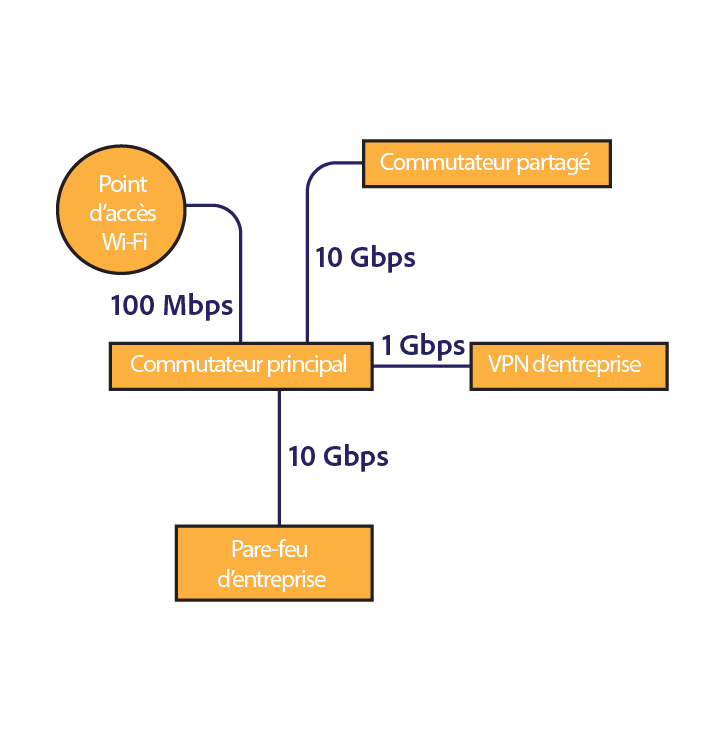 Commutateur partagé
Point
d’accès
Wi-Fi
10 Gbps
100 Mbps
1 Gbps
Commutateur principal
VPN d’entreprise
10 Gbps
Pare-feu
d’entreprise